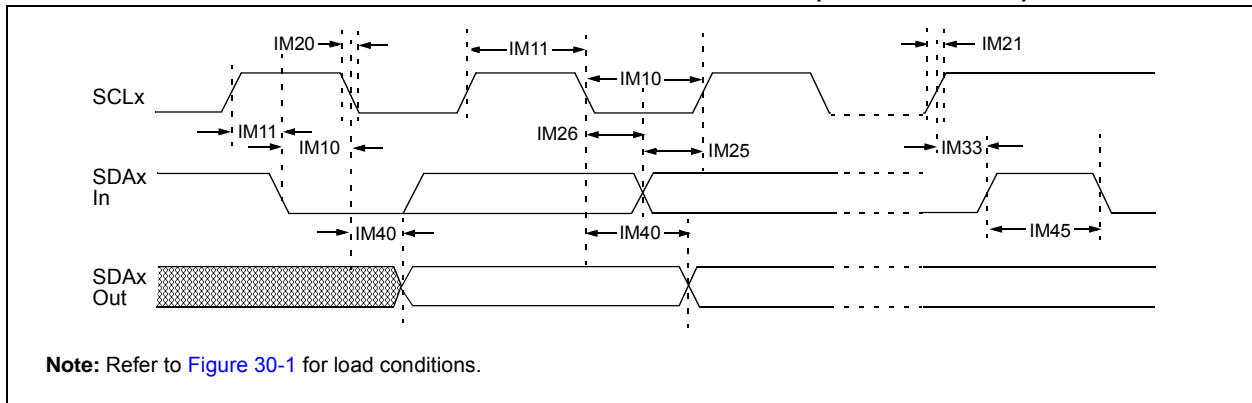 IM20
IM11
IM21
SCLx
IM10
IM11
IM10
IM26
IM25
IM33
SDAx
In
IM40
IM40
IM45
SDAx
Out
Note: Refer to Figure 30-1 for load conditions.